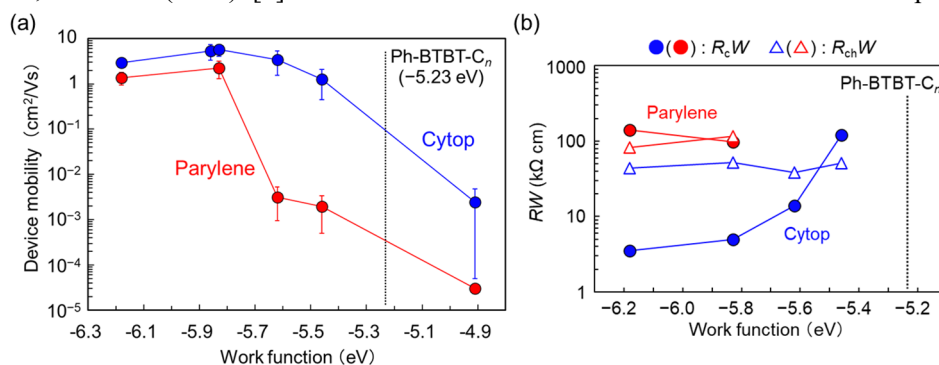 (a)
10
1
10⁻¹
10⁻²
10⁻³
10⁻⁴
10⁻⁵
Device mobility (cm²/Vs)
Ph-BTBT-Cₙ
(−5.23 eV)
Cytop
Parylene
-6.3 -6.1 -5.9 -5.7 -5.5 -5.3 -5.1 -4.9
Work function (eV)
(b)
●(●) : R_cW △(△) : R_chW
1000
100
10
1
RW (kΩ cm)
Ph-BTBT-Cₙ
Parylene
Cytop
-6.2 -6.0 -5.8 -5.6 -5.4 -5.2
Work function (eV)